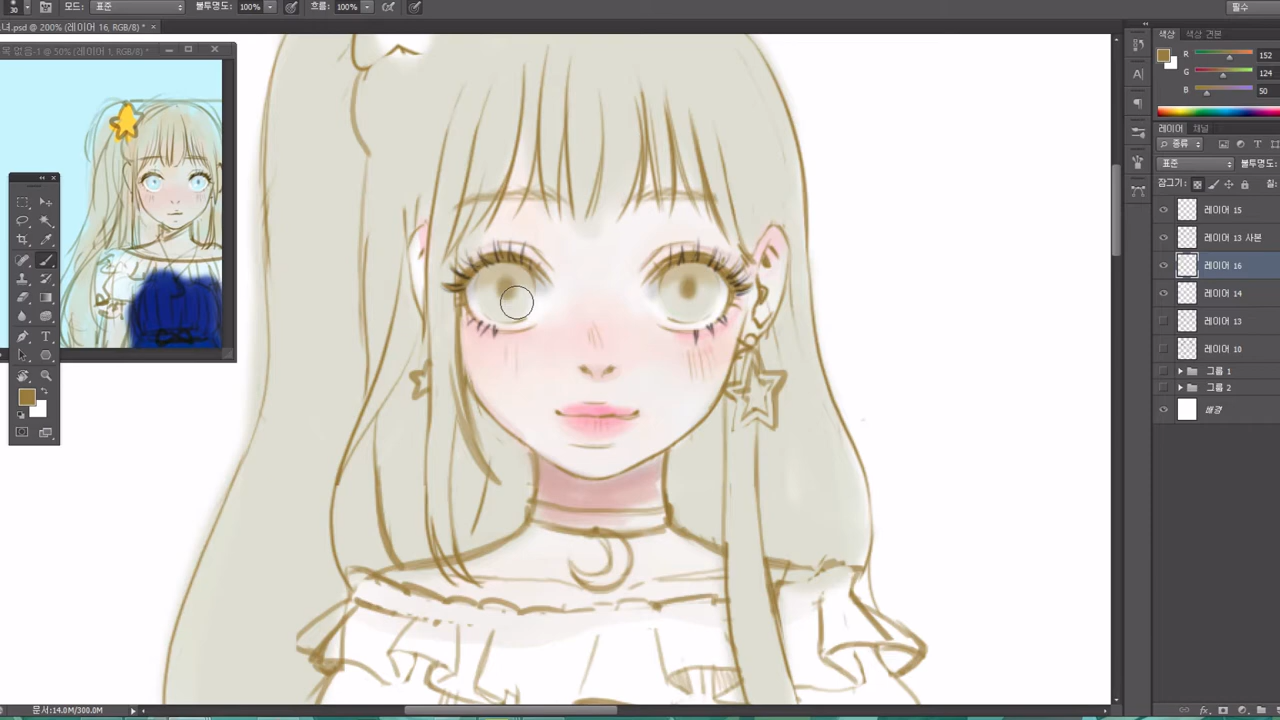 30 모드: 표준 불투명도: 100% 흐름: 100% 필수
녀.psd @ 200% (레이어 16, RGB/8) * ×
목 없음-1 @ 50% (레이어 1, RGB/8) *
색상 색상 견본
R 152
G 124
B 50
레이어 채널
종류
표준 불투명도:
잠그기:
레이어 15
레이어 13 사본
레이어 16
레이어 14
레이어 13
레이어 10
그룹 1
그룹 2
배경
문서:14.0M/300.0M